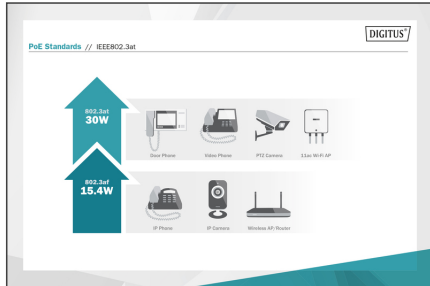 DIGITUS®
PoE Standards // IEEE802.3at
802.3at
30W
Door Phone Video Phone PTZ Camera 11ac Wi-Fi AP
802.3af
15.4W
IP Phone IP Camera Wireless AP/Router